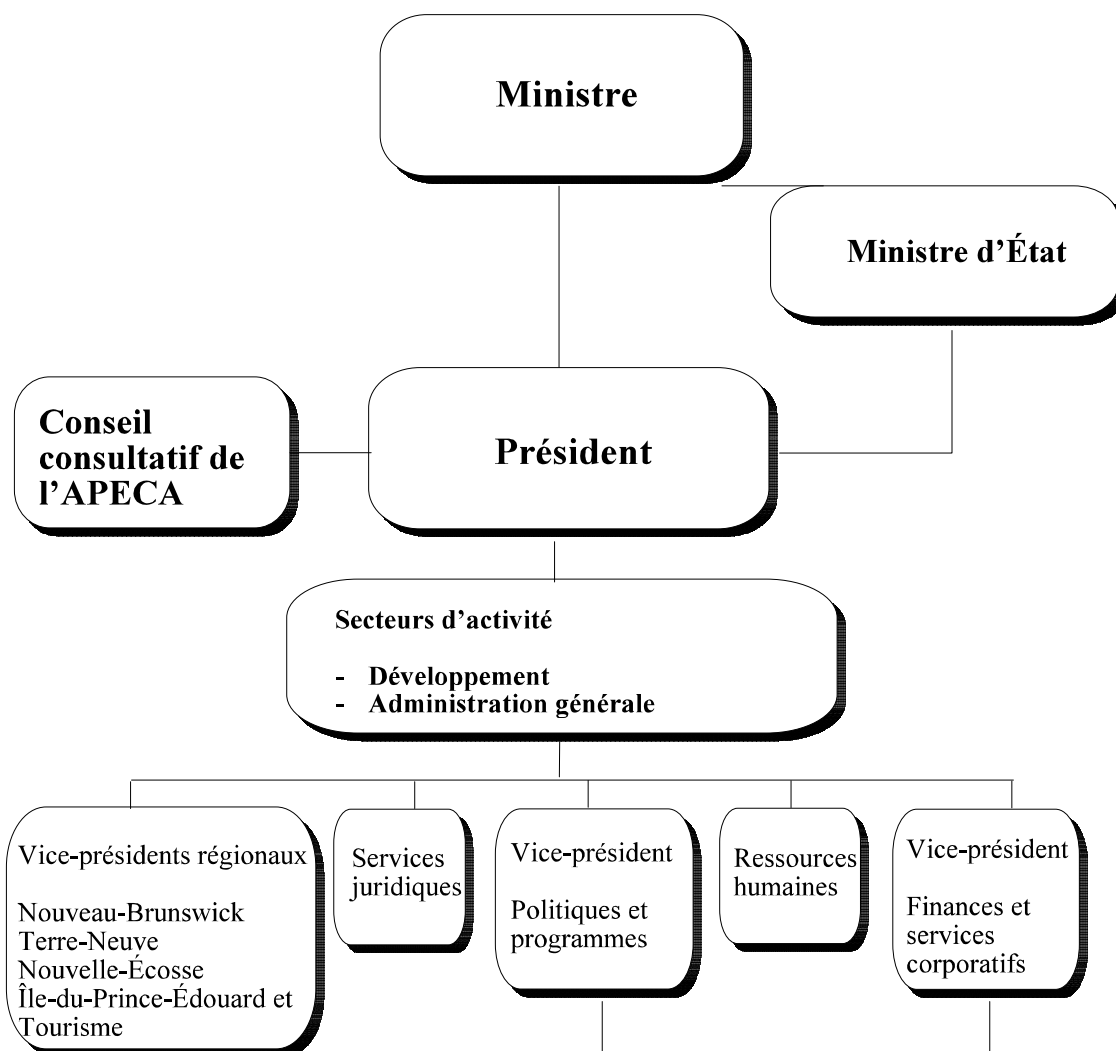 Ministre
Ministre d’État
Conseil
consultatif de
l’APECA
Président
Secteurs d’activité
- Développement
- Administration générale
Vice-présidents régionaux
Nouveau-Brunswick
Terre-Neuve
Nouvelle-Écosse
Île-du-Prince-Édouard et
Tourisme
Services
juridiques
Vice-président
Politiques et
programmes
Ressources
humaines
Vice-président
Finances et
services
corporatifs